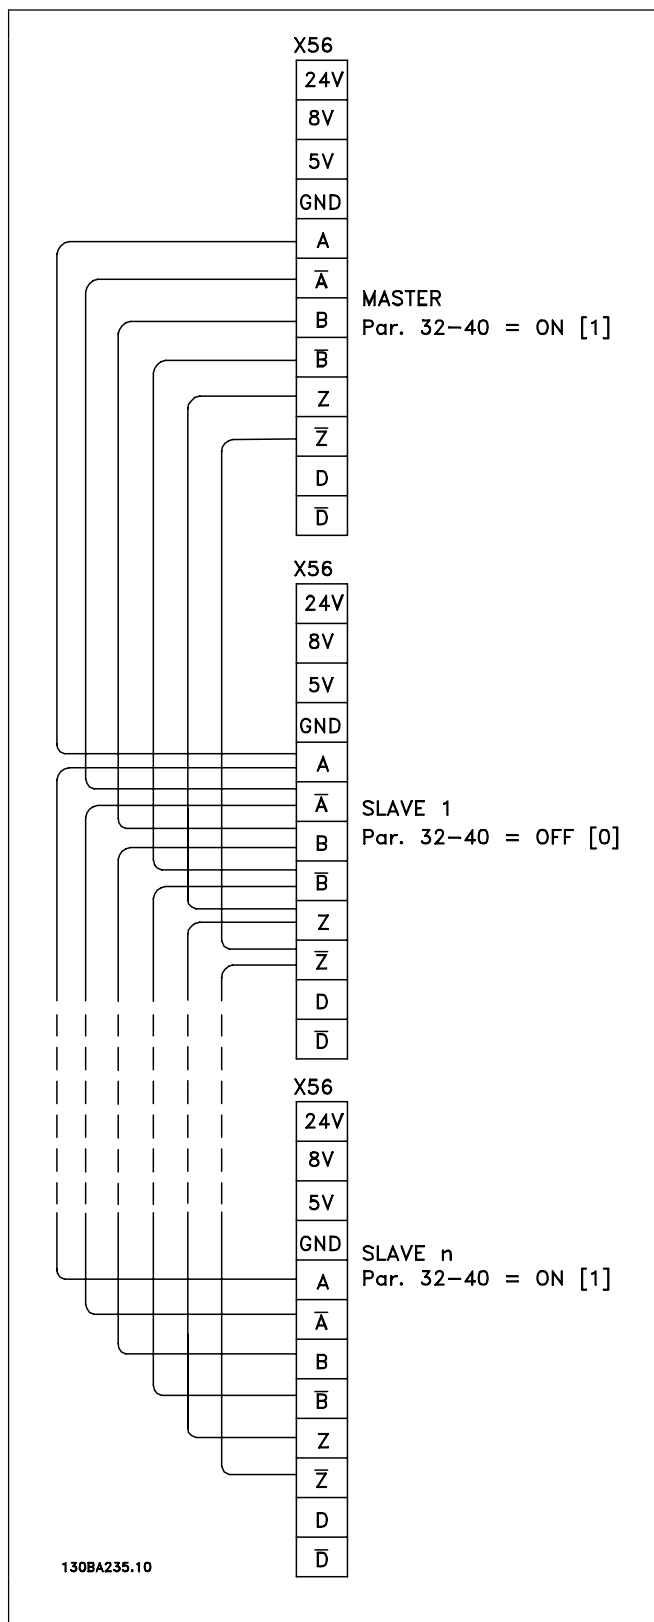 X56
24V
8V
5V
GND
A
A̅
B
B̅
Z
Z̅
D
D̅
MASTER
Par. 32-40 = ON [1]
X56
24V
8V
5V
GND
A
A̅
B
B̅
Z
Z̅
D
D̅
SLAVE 1
Par. 32-40 = OFF [0]
X56
24V
8V
5V
GND
A
A̅
B
B̅
Z
Z̅
D
D̅
SLAVE n
Par. 32-40 = ON [1]
130BA235.10